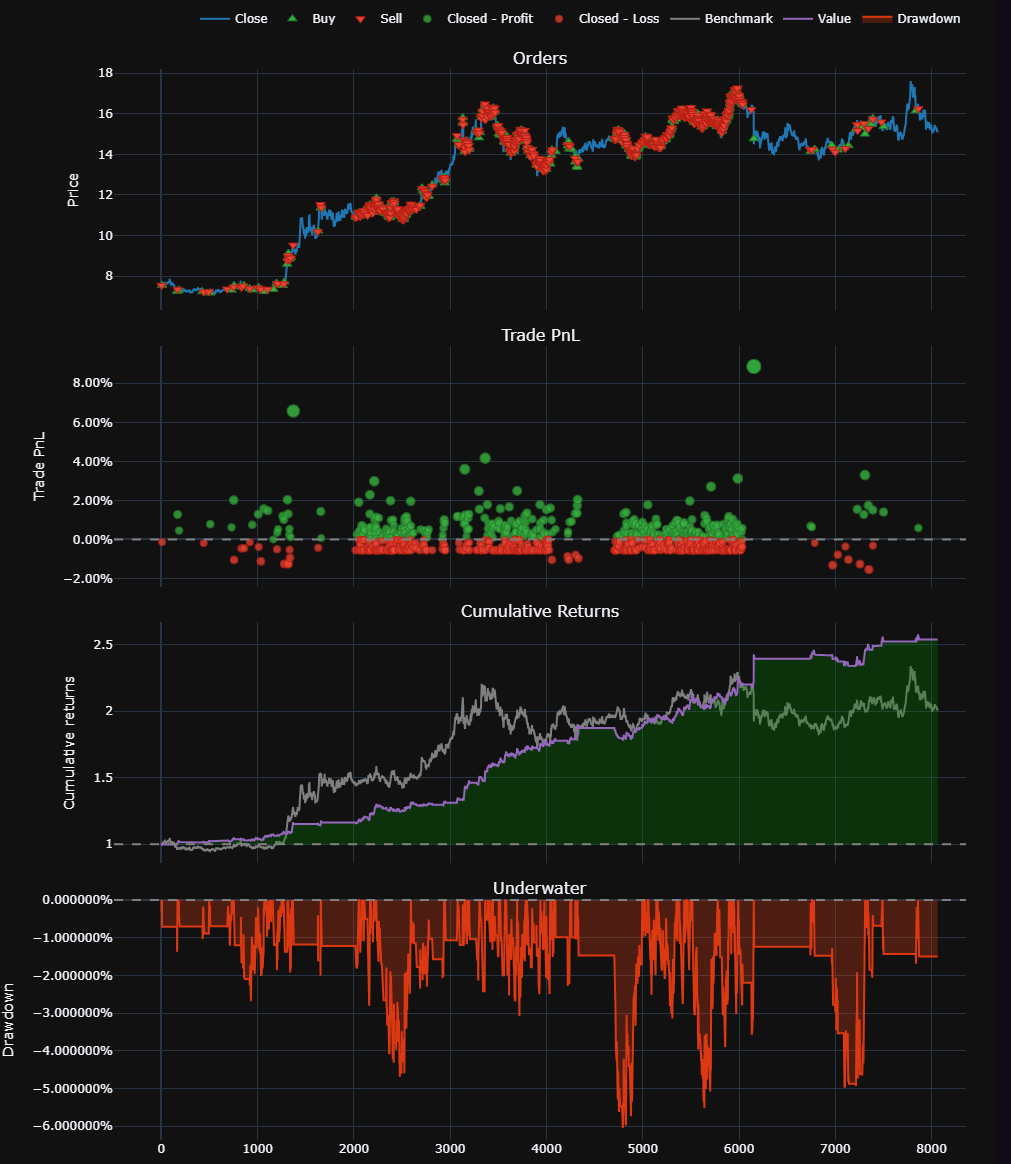 Close Buy Sell Closed - Profit Closed - Loss Benchmark Value Drawdown
Orders
18
16
14
12
10
8
Price
Trade PnL
8.00%
6.00%
4.00%
2.00%
0.00%
−2.00%
Trade PnL
Cumulative Returns
2.5
2
1.5
1
Cumulative returns
Underwater
0.000000%
−1.000000%
−2.000000%
−3.000000%
−4.000000%
−5.000000%
−6.000000%
Drawdown
0 1000 2000 3000 4000 5000 6000 7000 8000